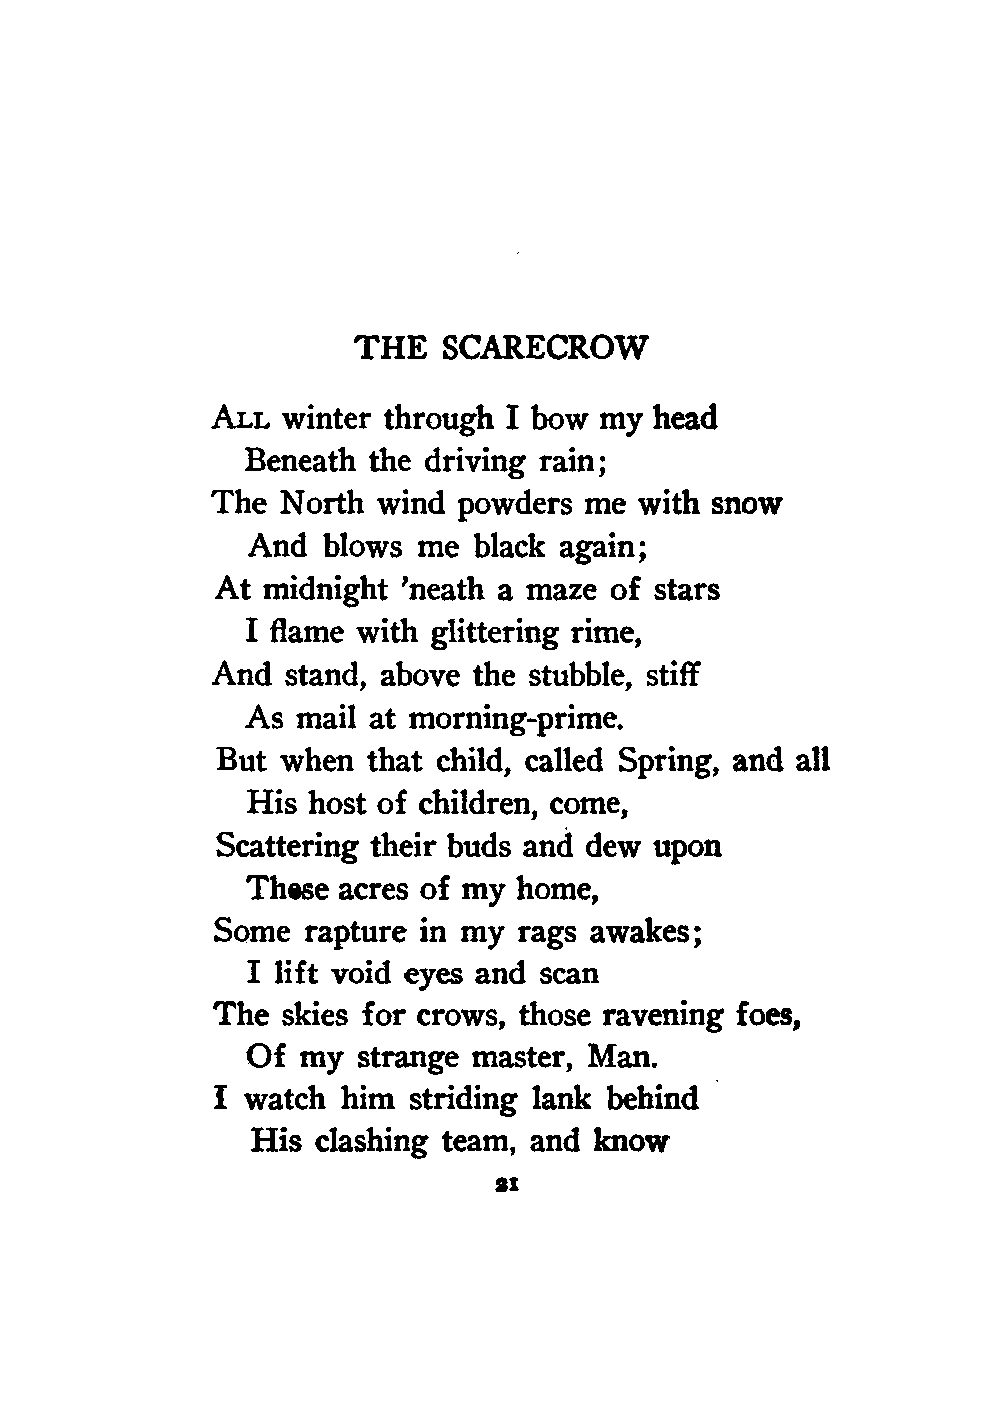 THE SCARECROW
ALL winter through I bow my head
Beneath the driving rain;
The North wind powders me with snow
And blows me black again;
At midnight 'neath a maze of stars
I flame with glittering rime,
And stand, above the stubble, stiff
As mail at morning-prime.
But when that child, called Spring, and all
His host of children, come,
Scattering their buds and dew upon
These acres of my home,
Some rapture in my rags awakes;
I lift void eyes and scan
The skies for crows, those ravening foes,
Of my strange master, Man.
I watch him striding lank behind
His clashing team, and know
21